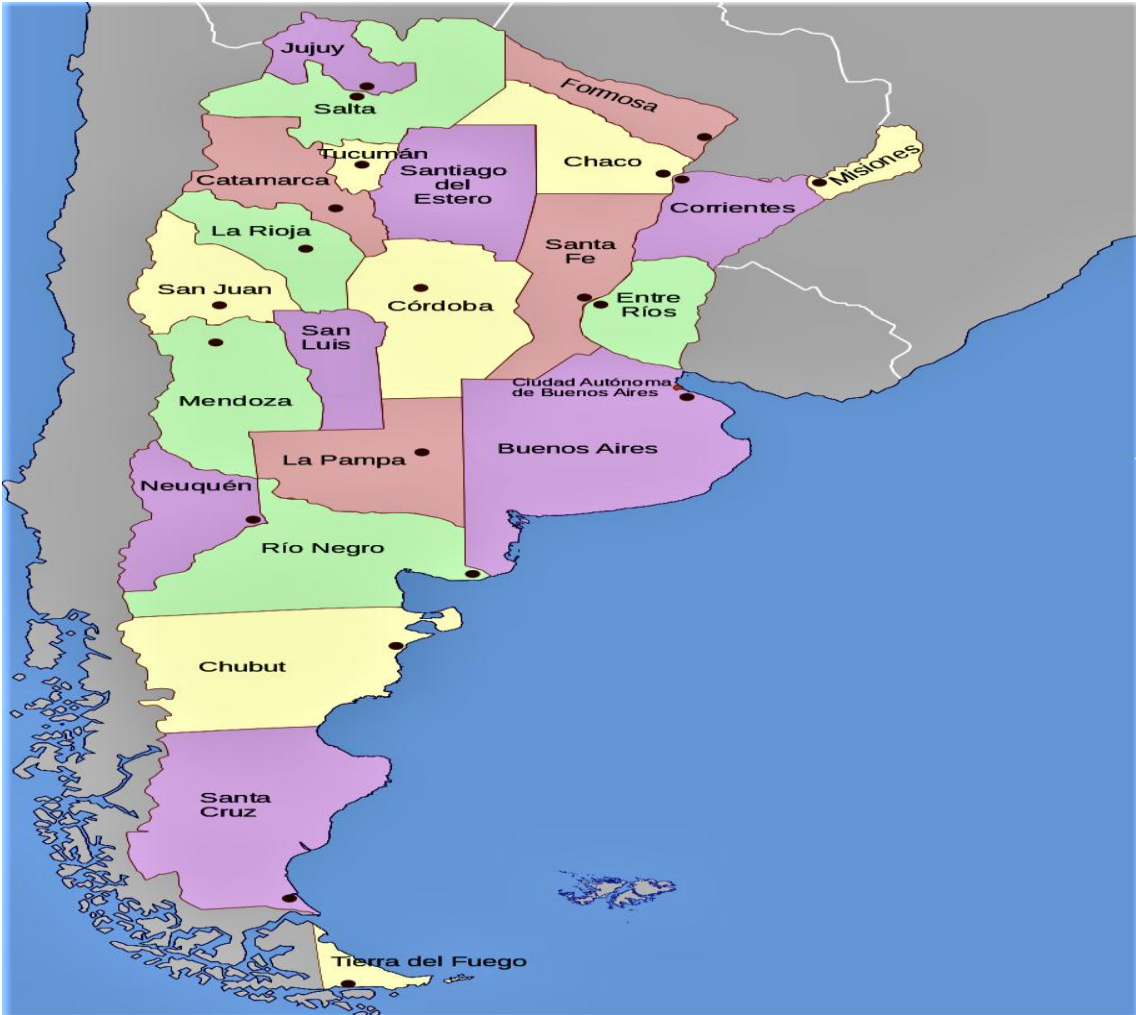 Jujuy
Formosa
Salta
Tucumán
Chaco
Misiones
Santiago
del
Estero
Catamarca
Corrientes
La Rioja
Santa
Fe
San Juan
Córdoba
Entre
Ríos
San
Luis
Ciudad Autónoma
de Buenos Aires
Mendoza
Buenos Aires
La Pampa
Neuquén
Río Negro
Chubut
Santa
Cruz
Tierra del Fuego